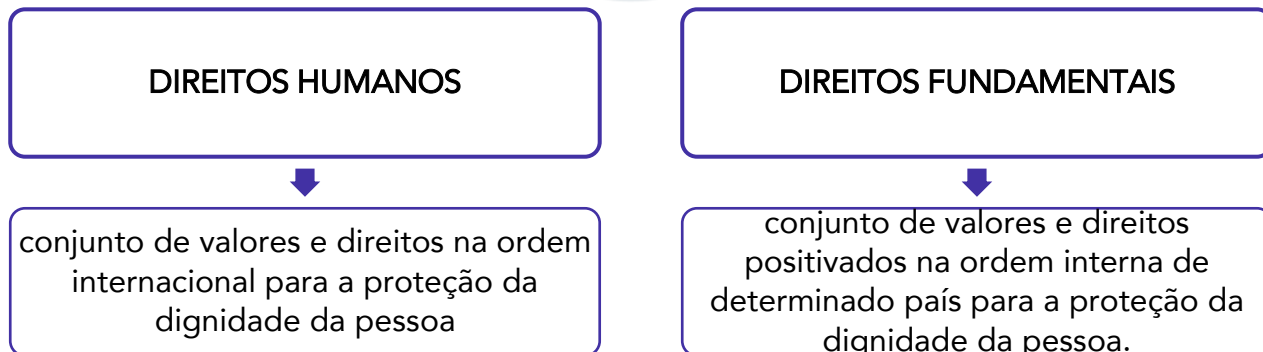 DIREITOS HUMANOS
conjunto de valores e direitos na ordem
internacional para a proteção da
dignidade da pessoa
DIREITOS FUNDAMENTAIS
conjunto de valores e direitos
positivados na ordem interna de
determinado país para a proteção da
dignidade da pessoa.